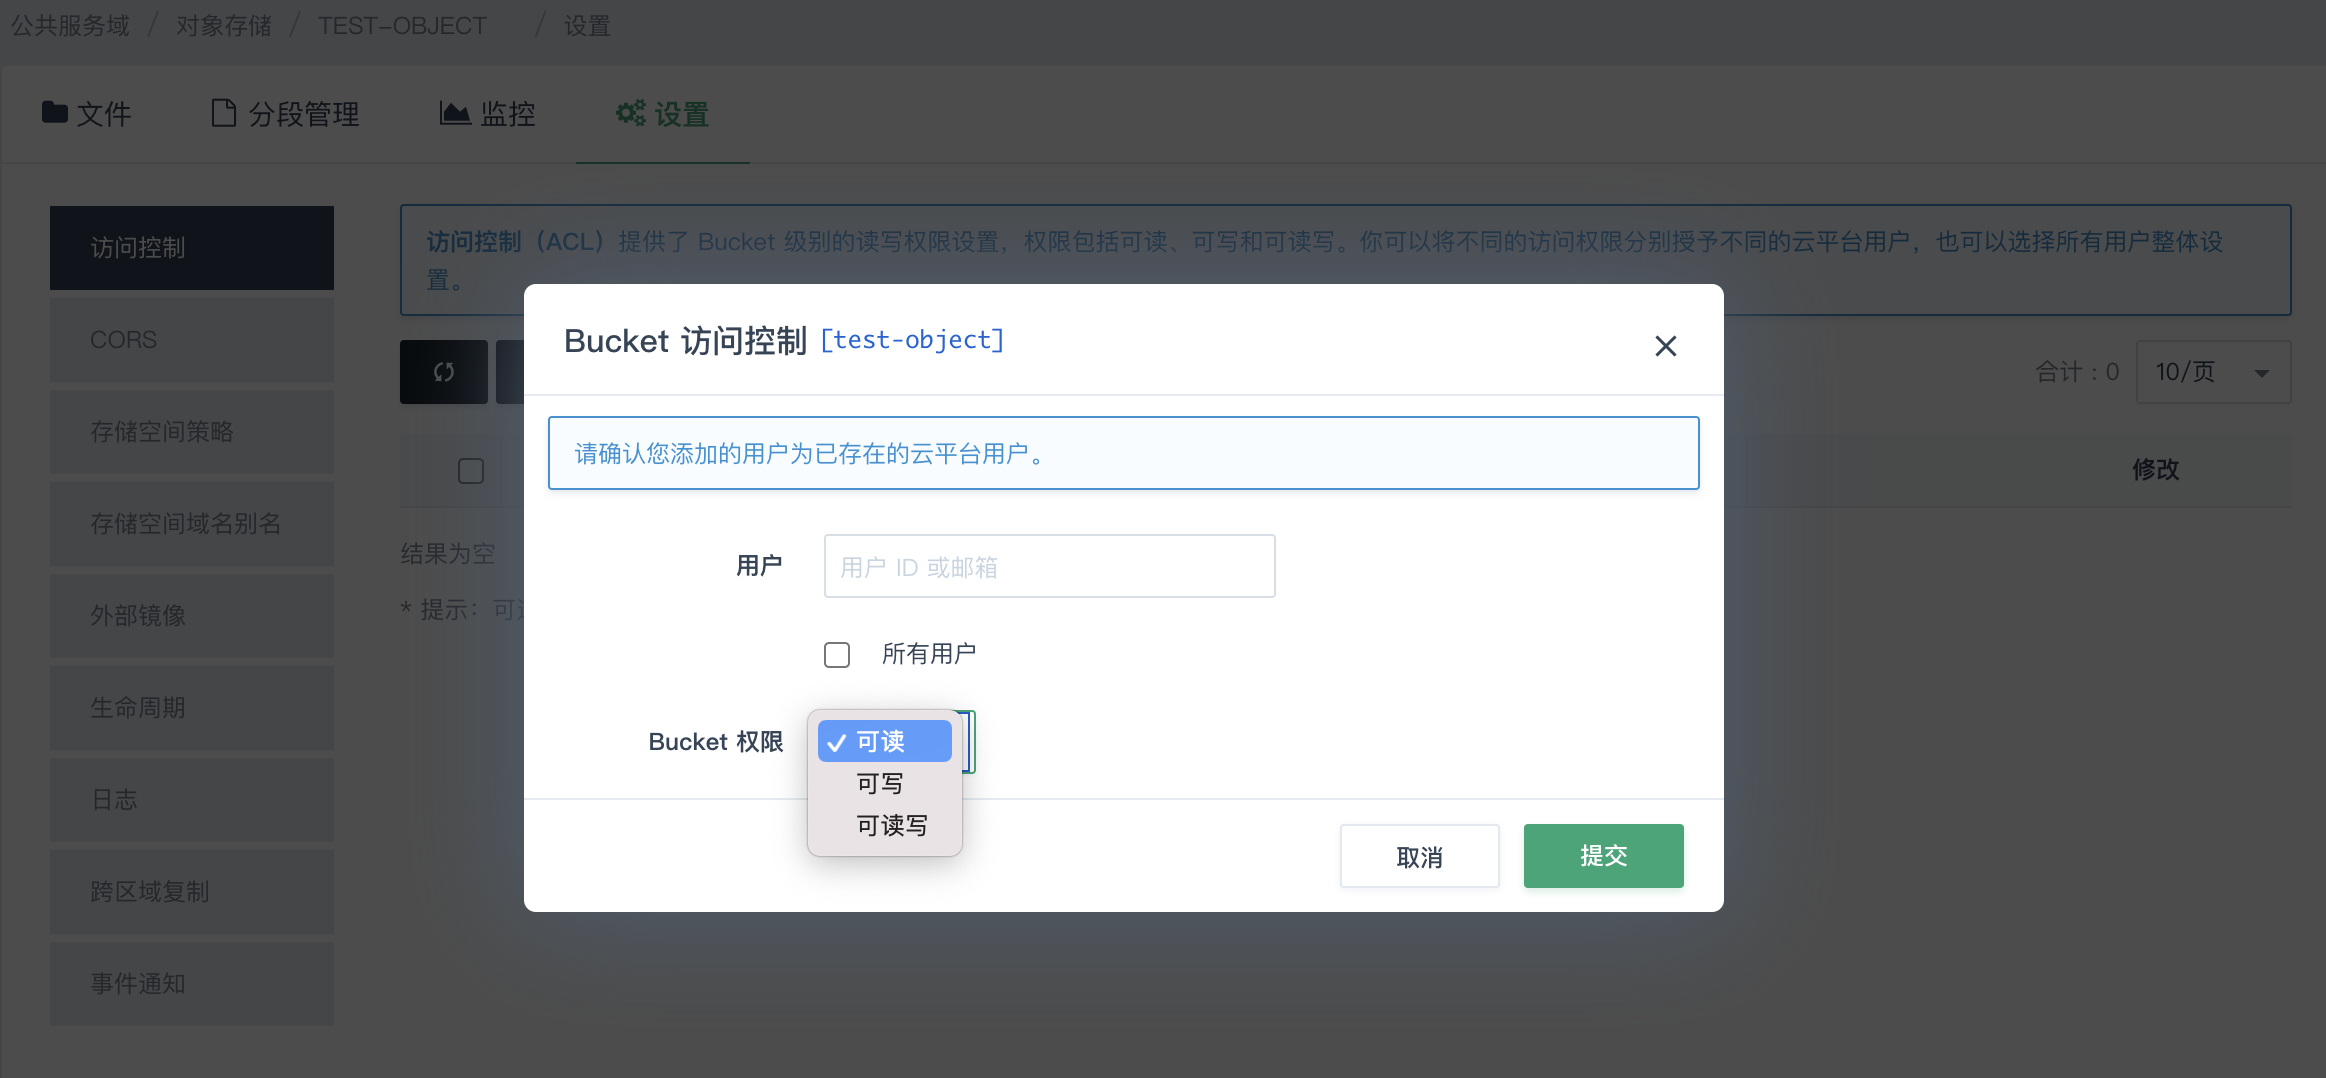 公共服务域 / 对象存储 / TEST-OBJECT / 设置
文件 分段管理 监控 设置
访问控制
CORS
存储空间策略
存储空间域名别名
外部镜像
生命周期
日志
跨区域复制
事件通知
访问控制（ACL）提供了 Bucket 级别的读写权限设置，权限包括可读、可写和可读写。你可以将不同的访问权限分别授予不同的云平台用户，也可以选择所有用户整体设
置。
合计：0 10/页
修改
结果为空
* 提示：可
Bucket 访问控制 [test-object]
请确认您添加的用户为已存在的云平台用户。
用户 用户 ID 或邮箱
所有用户
Bucket 权限 可读
可写
可读写
取消 提交